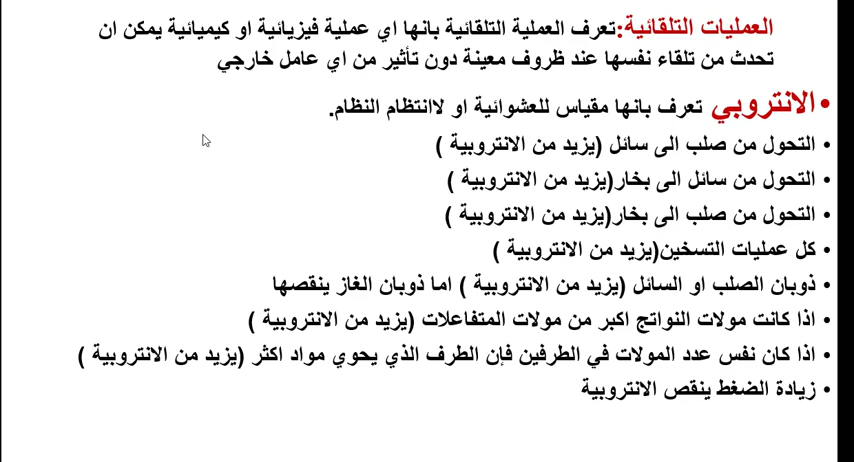 العمليات التلقائية:تعرف العملية التلقائية بانها اي عملية فيزيائية او كيميائية يمكن ان
تحدث من تلقاء نفسها عند ظروف معينة دون تأثير من اي عامل خارجي
• الانتروبي تعرف بانها مقياس للعشوائية او لاانتظام النظام.
• التحول من صلب الى سائل (يزيد من الانتروبية )
• التحول من سائل الى بخار(يزيد من الانتروبية )
• التحول من صلب الى بخار(يزيد من الانتروبية )
• كل عمليات التسخين(يزيد من الانتروبية )
• ذوبان الصلب او السائل (يزيد من الانتروبية ) اما ذوبان الغاز ينقصها
• اذا كانت مولات النواتج اكبر من مولات المتفاعلات (يزيد من الانتروبية )
• اذا كان نفس عدد المولات في الطرفين فإن الطرف الذي يحوي مواد اكثر (يزيد من الانتروبية )
• زيادة الضغط ينقص الانتروبية